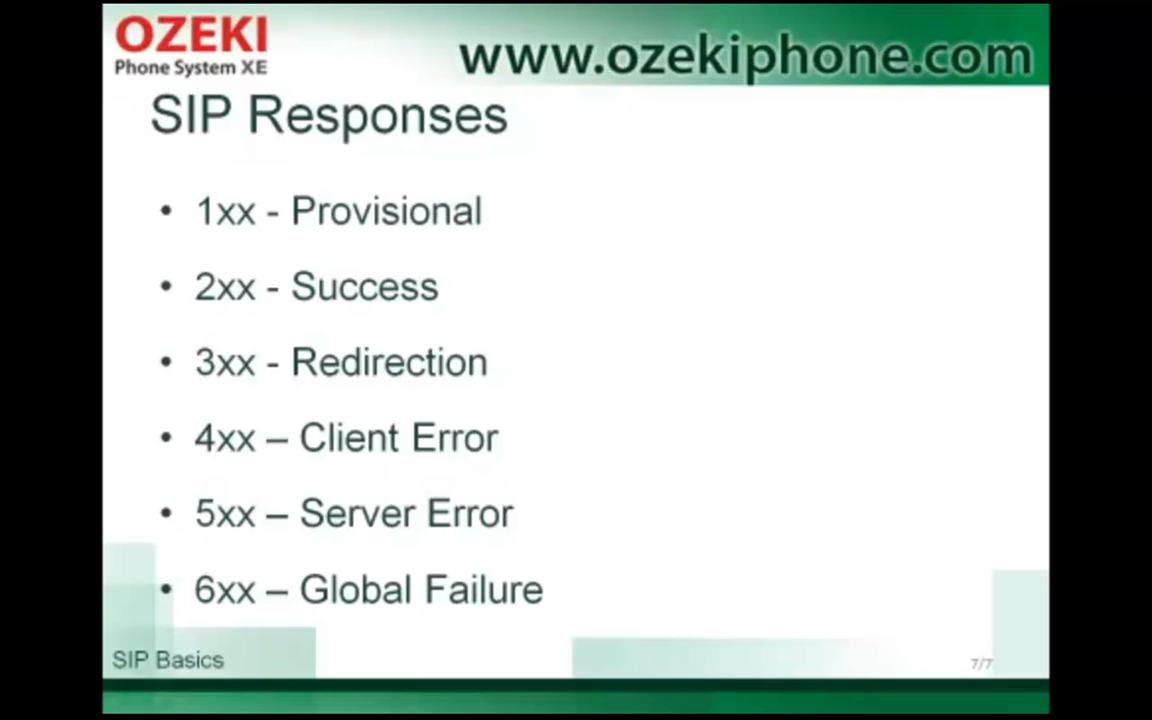 OZEKI
Phone System XE
www.ozekiphone.com
SIP Responses
• 1xx - Provisional
• 2xx - Success
• 3xx - Redirection
• 4xx – Client Error
• 5xx – Server Error
• 6xx – Global Failure
SIP Basics
7/7